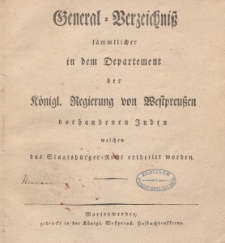 General-Verzeichniß
sämmtlicher
in dem Departement
der
Königl. Regierung von Westpreußen
vorhandenen Juden
welchen
das Staatsbürger-Recht ertheilet worden.
Marienwerder,
gedruckt in der Königl. Westpreuß. Hofbuchdruckerey.